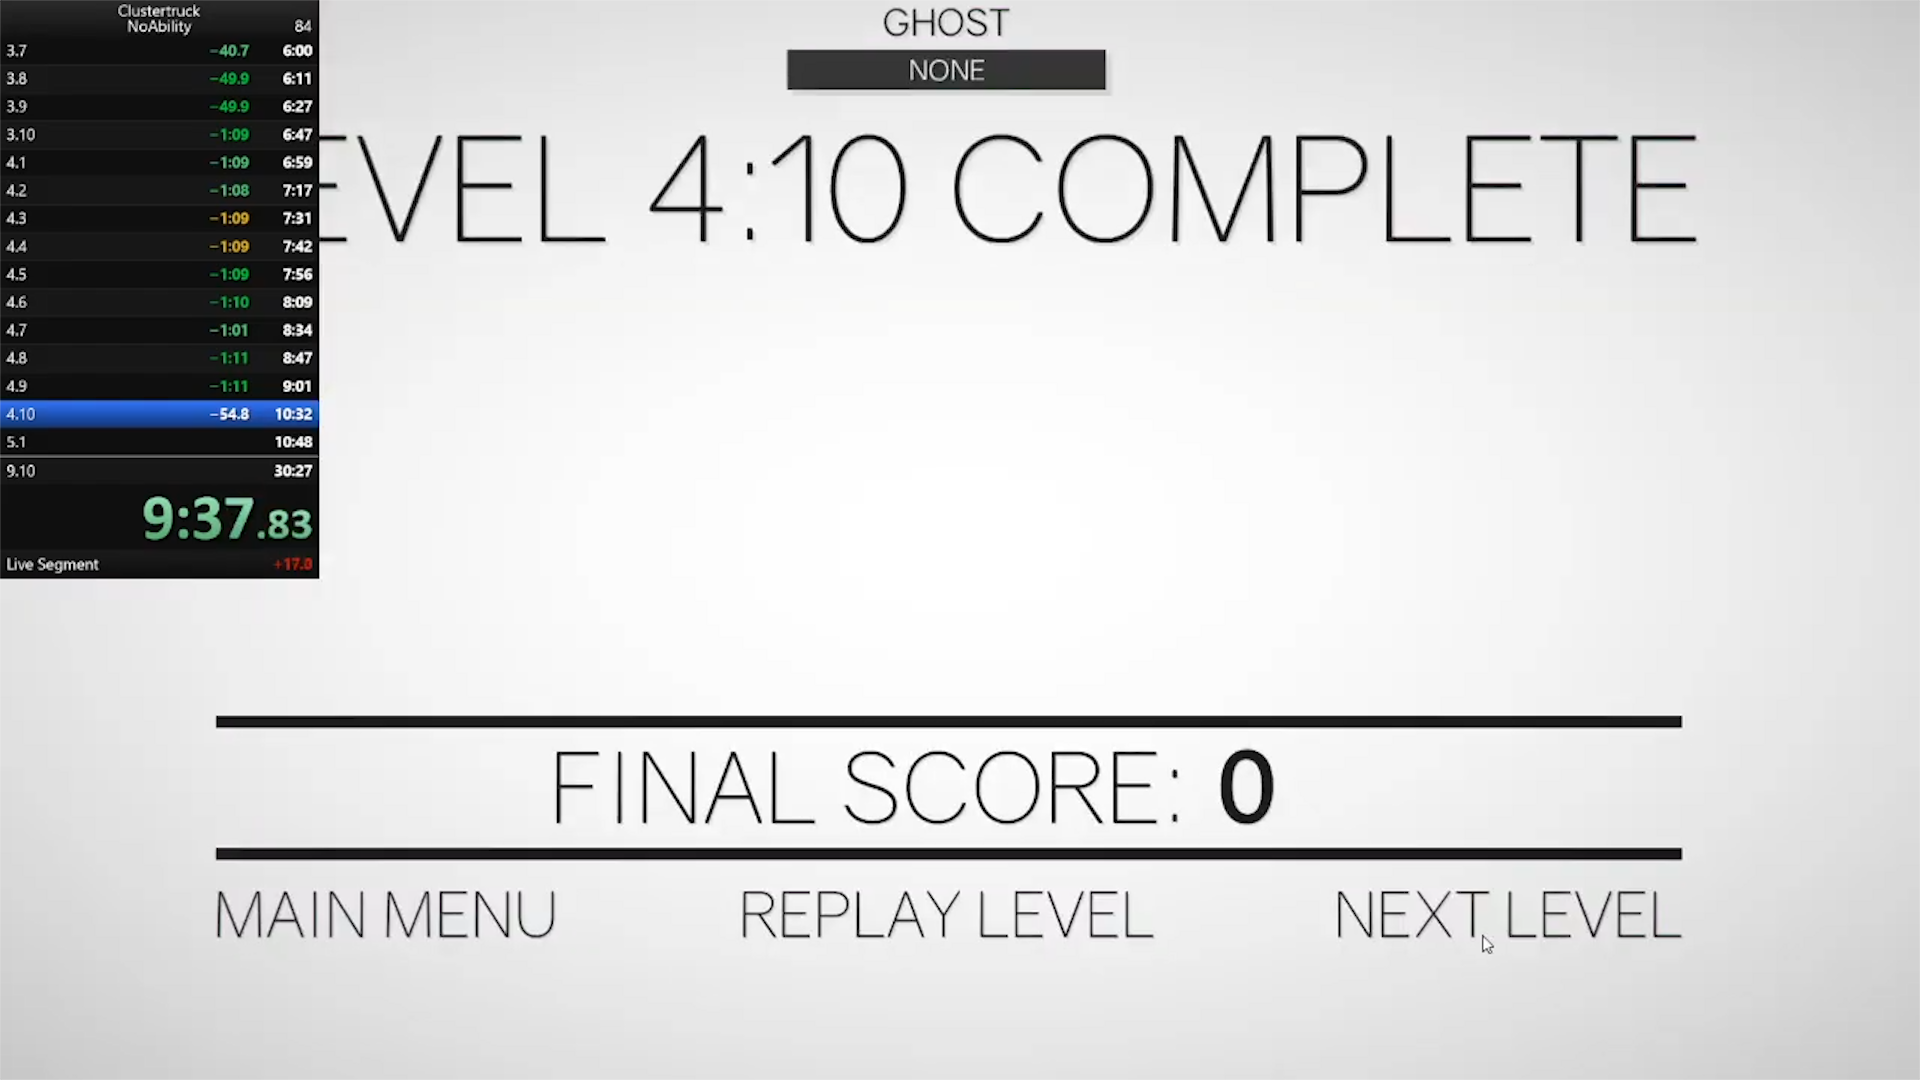 Clustertruck
NoAbility 84
3.7 −40.7 6:00
3.8 −49.9 6:11
3.9 −49.9 6:27
3.10 −1:09 6:47
4.1 −1:09 6:59
4.2 −1:08 7:17
4.3 −1:09 7:31
4.4 −1:09 7:42
4.5 −1:09 7:56
4.6 −1:10 8:09
4.7 −1:01 8:34
4.8 −1:11 8:47
4.9 −1:11 9:01
4.10 −54.8 10:32
5.1 10:48
9.10 30:27
9:37.83
Live Segment +17.0
GHOST
NONE
EVEL 4:10 COMPLETE
FINAL SCORE: 0
MAIN MENU REPLAY LEVEL NEXT LEVEL